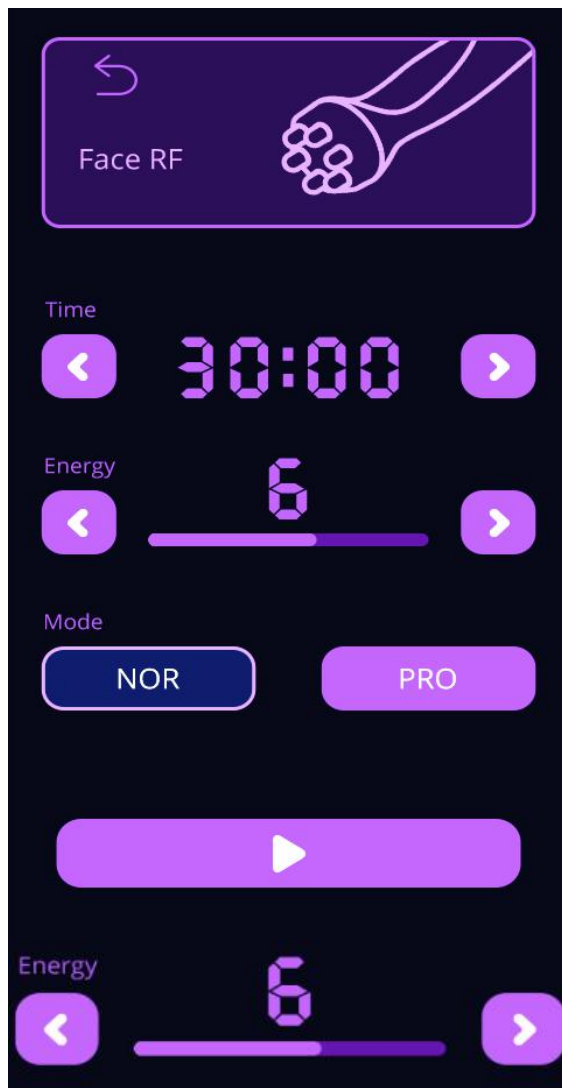 Face RF
Time
30:00
Energy
6
Mode
NOR PRO
Energy
6